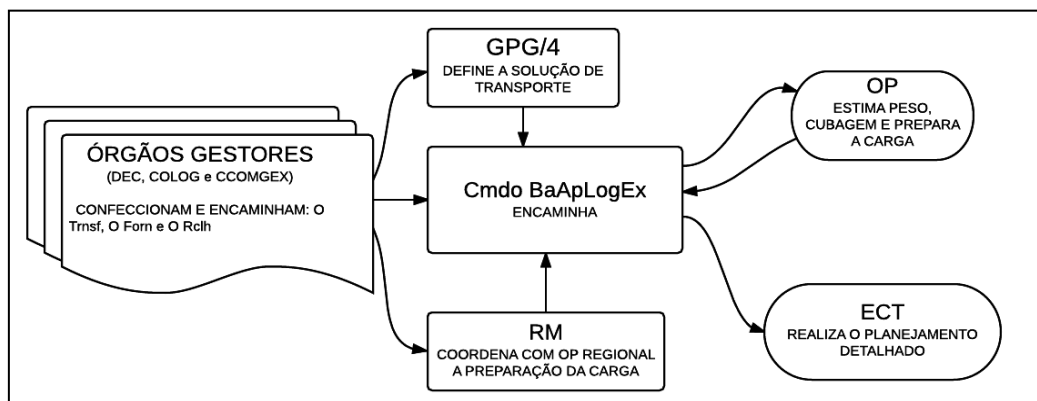 ÓRGÃOS GESTORES
(DEC, COLOG e CCOMGEX)
CONFECCIONAM E ENCAMINHAM: O
Trnsf, O Forn e O Rclh
GPG/4
DEFINE A SOLUÇÃO DE
TRANSPORTE
Cmdo BaApLogEx
ENCAMINHA
RM
COORDENA COM OP REGIONAL
A PREPARAÇÃO DA CARGA
OP
ESTIMA PESO,
CUBAGEM E PREPARA
A CARGA
ECT
REALIZA O PLANEJAMENTO
DETALHADO